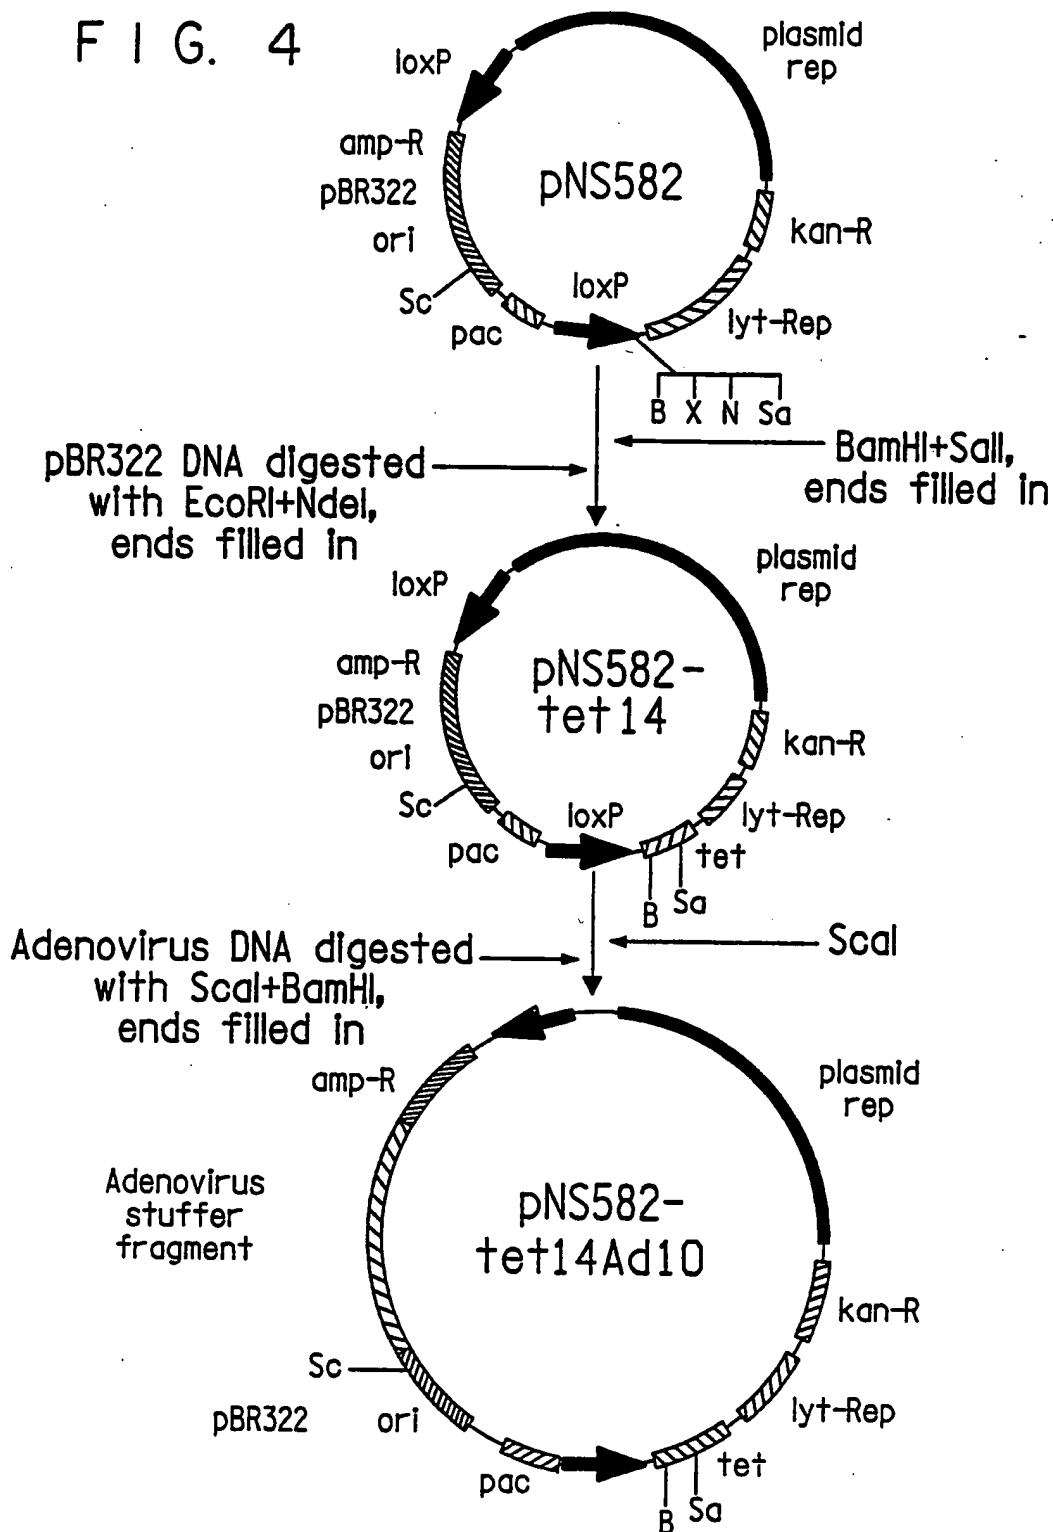 FIG. 4
loxP
plasmid
rep
amp-R
pBR322
ori
pNS582
kan-R
Sc
loxP
pac
lyt-Rep
B X N Sa
pBR322 DNA digested
with EcoRI+NdeI,
ends filled in
BamHI+SalI,
ends filled in
loxP
plasmid
rep
amp-R
pBR322
ori
pNS582-
tet14
kan-R
Sc
loxP
lyt-Rep
pac
tet
B
Sa
Adenovirus DNA digested
with ScaI+BamHI,
ends filled in
ScaI
amp-R
plasmid
rep
Adenovirus
stuffer
fragment
pNS582-
tet14Ad10
kan-R
Sc
pBR322
ori
lyt-Rep
pac
tet
B
Sa